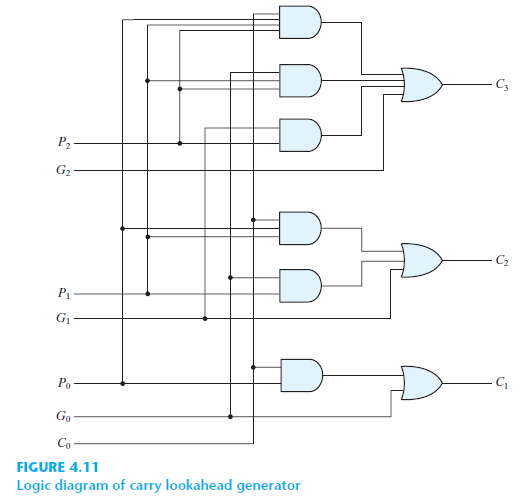 C₃
P₂
G₂
C₂
P₁
G₁
P₀
C₁
G₀
C₀
FIGURE 4.11
Logic diagram of carry lookahead generator